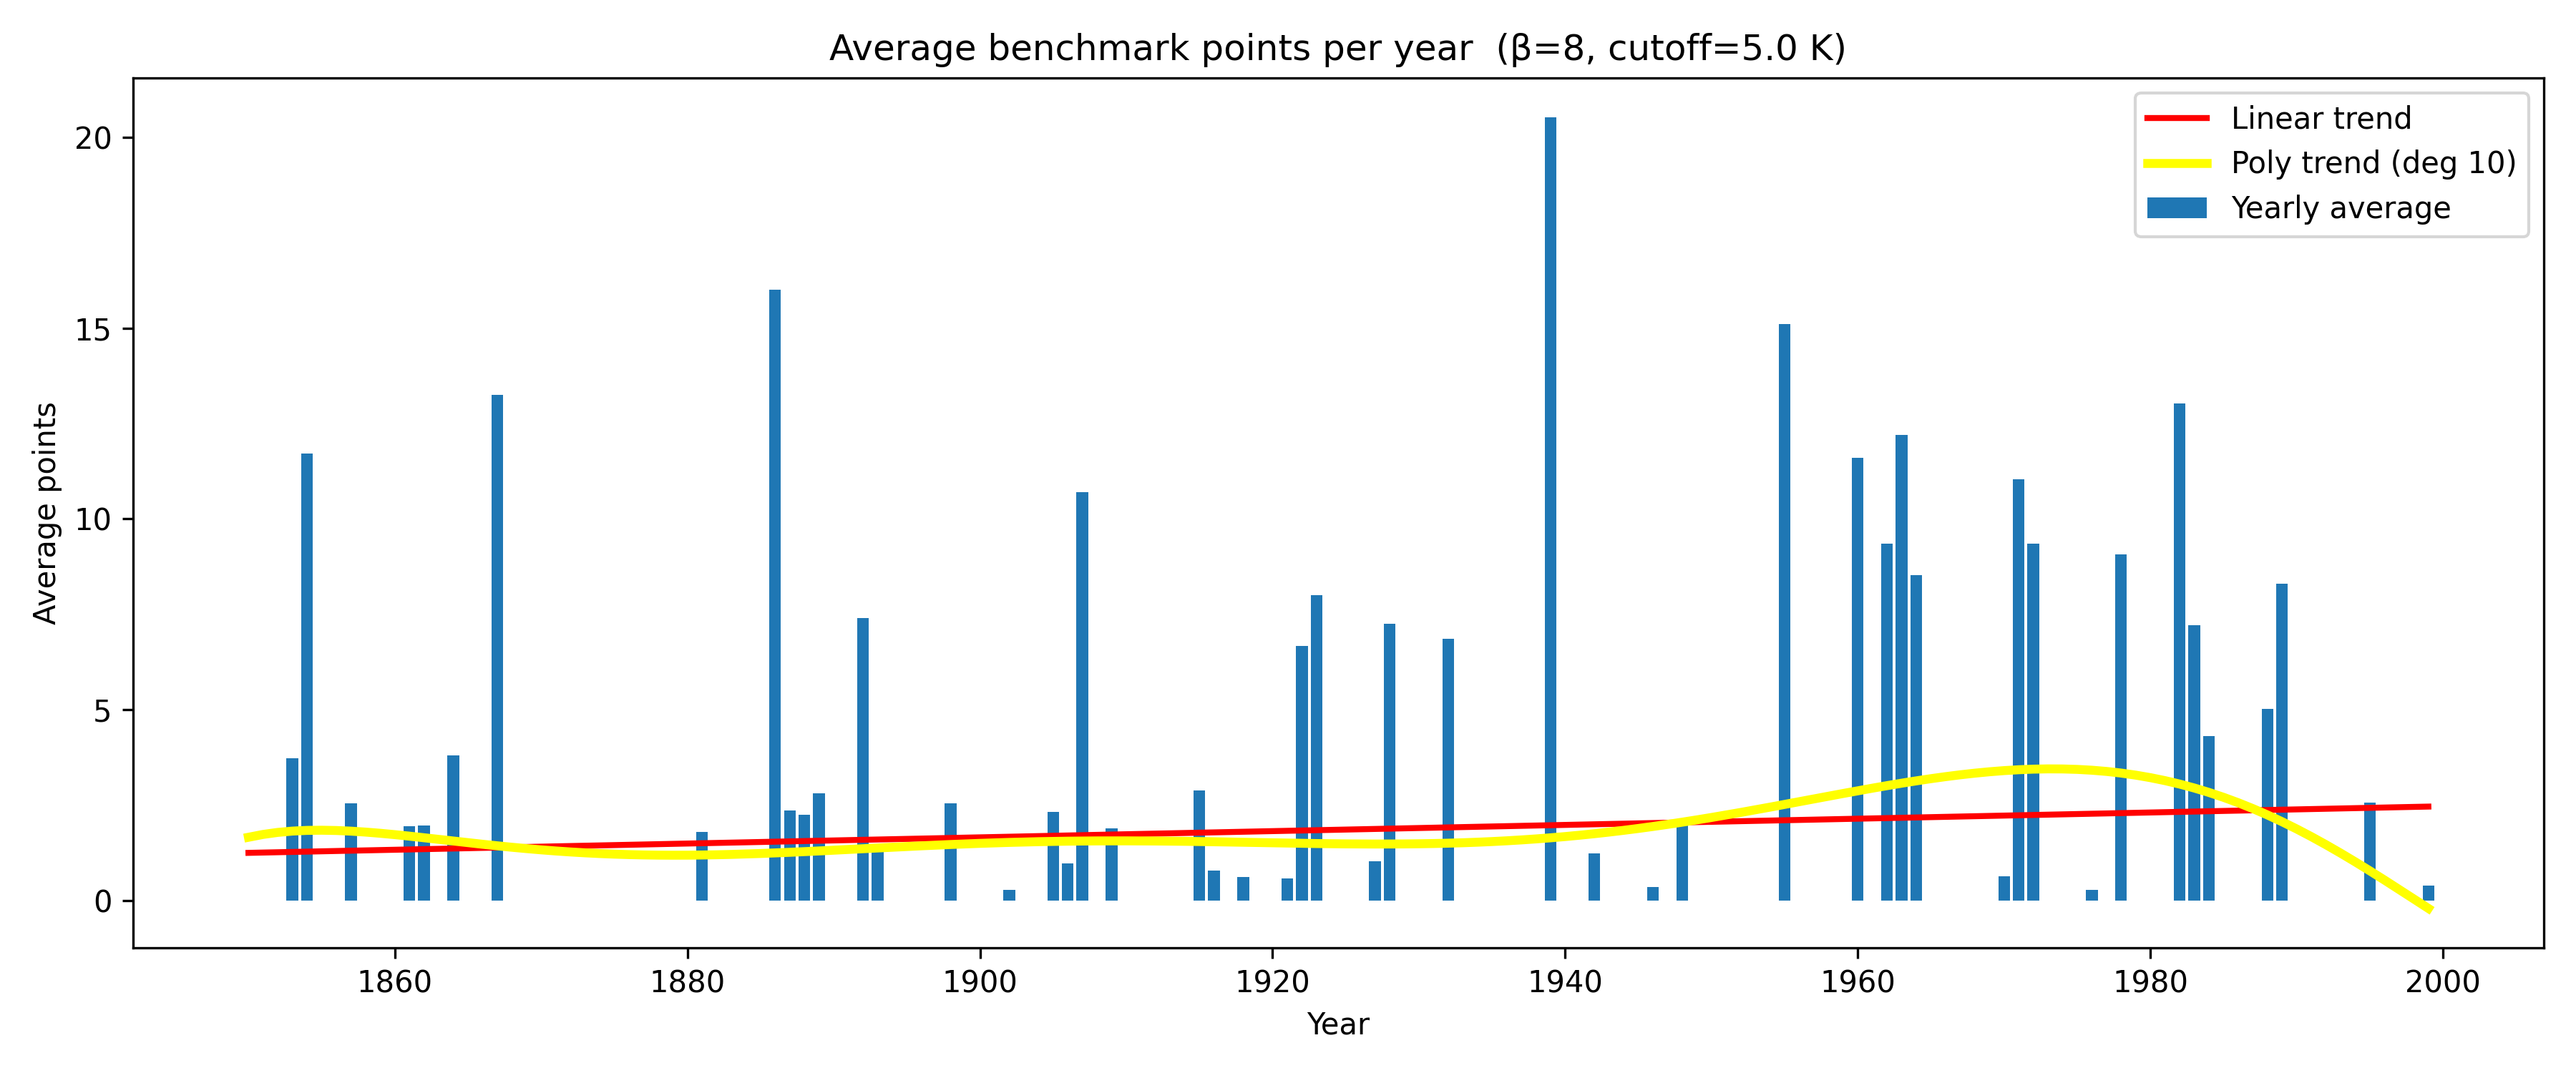 Average benchmark points per year  (β=8, cutoff=5.0 K)
Linear trend
Poly trend (deg 10)
Yearly average
Average points
20
15
10
5
0
1860 1880 1900 1920 1940 1960 1980 2000
Year